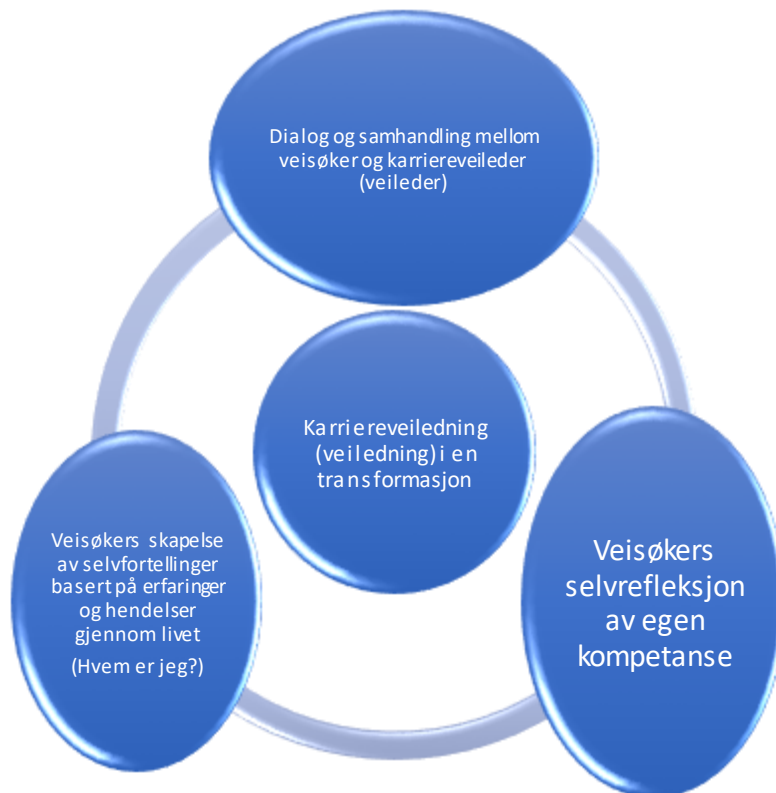 Dialog og samhandling mellom
veisøker og karriereveileder
(veileder)
Karriereveiledning
(veiledning) i en
transformasjon
Veisøkers skapelse
av selvfortellinger
basert på erfaringer
og hendelser
gjennom livet
(Hvem er jeg?)
Veisøkers
selvrefleksjon
av egen
kompetanse